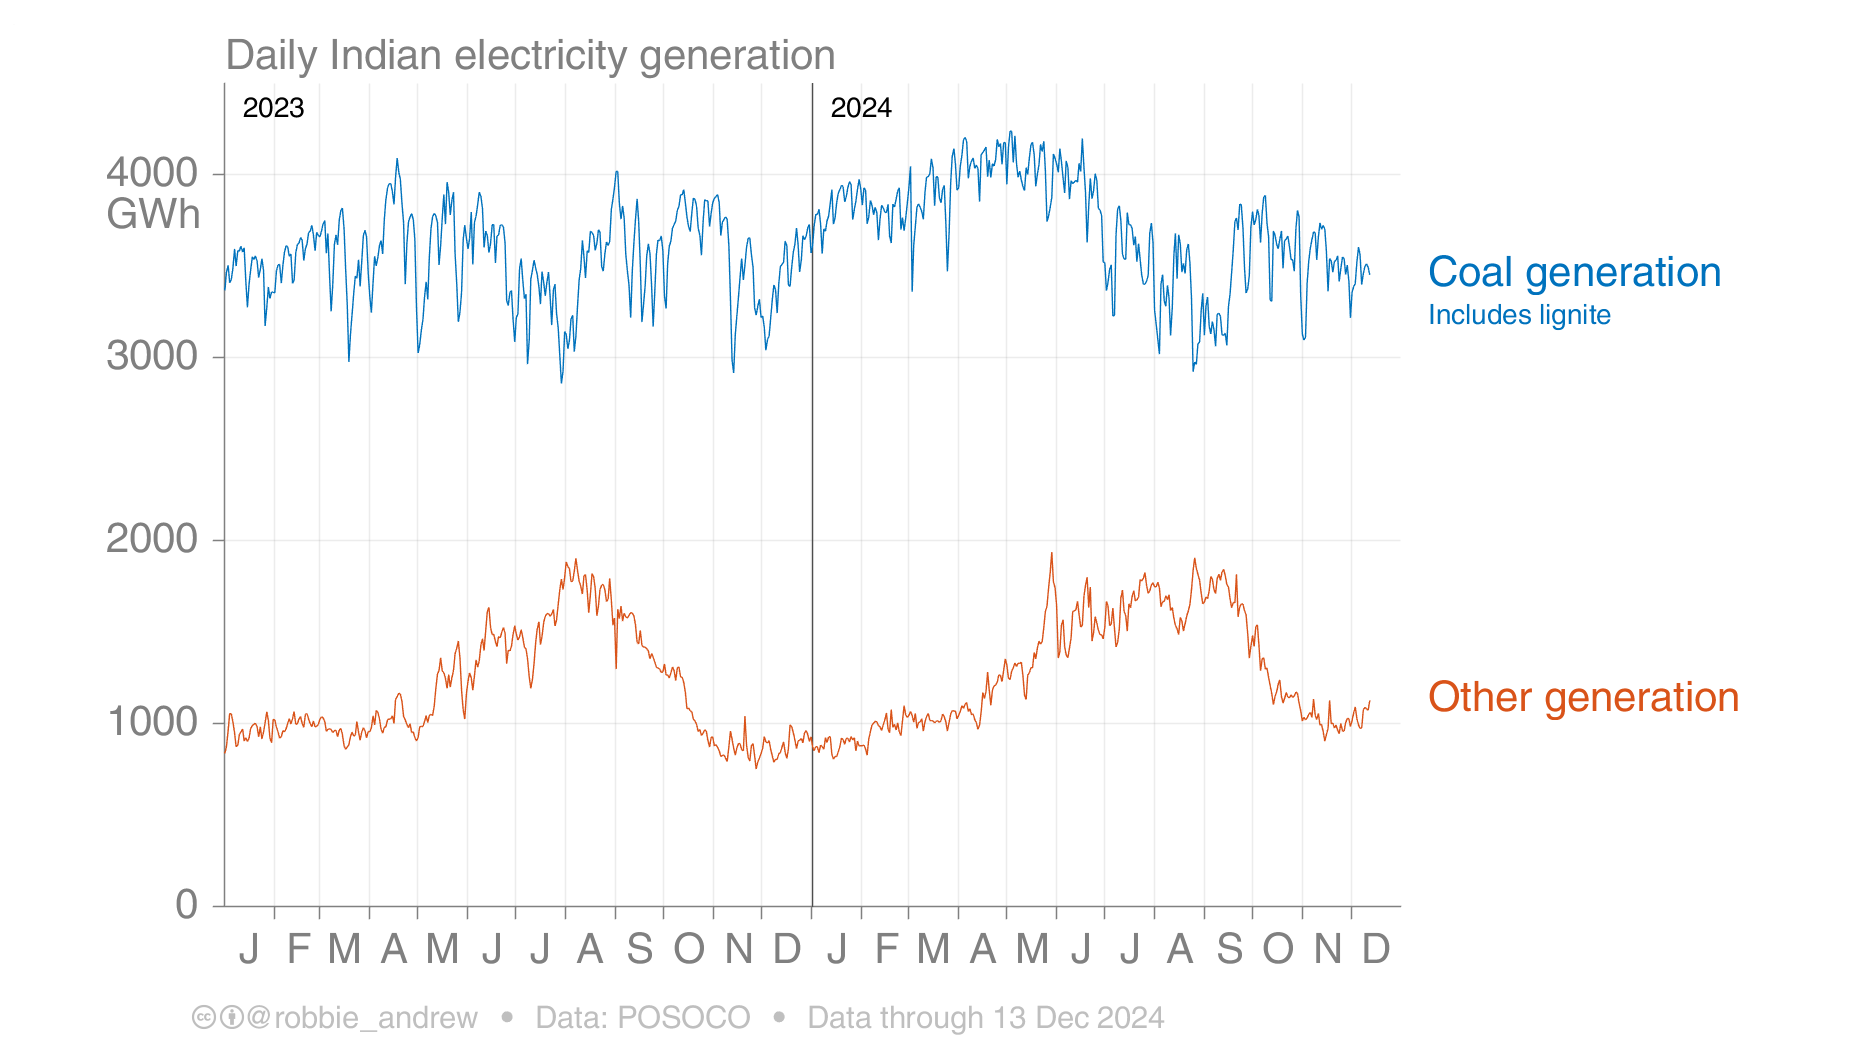 Daily Indian electricity generation
2023
2024
4000
GWh
3000
2000
1000
0
Coal generation
Includes lignite
Other generation
J F M A M J J A S O N D J F M A M J J A S O N D
cc @robbie_andrew • Data: POSOCO • Data through 13 Dec 2024